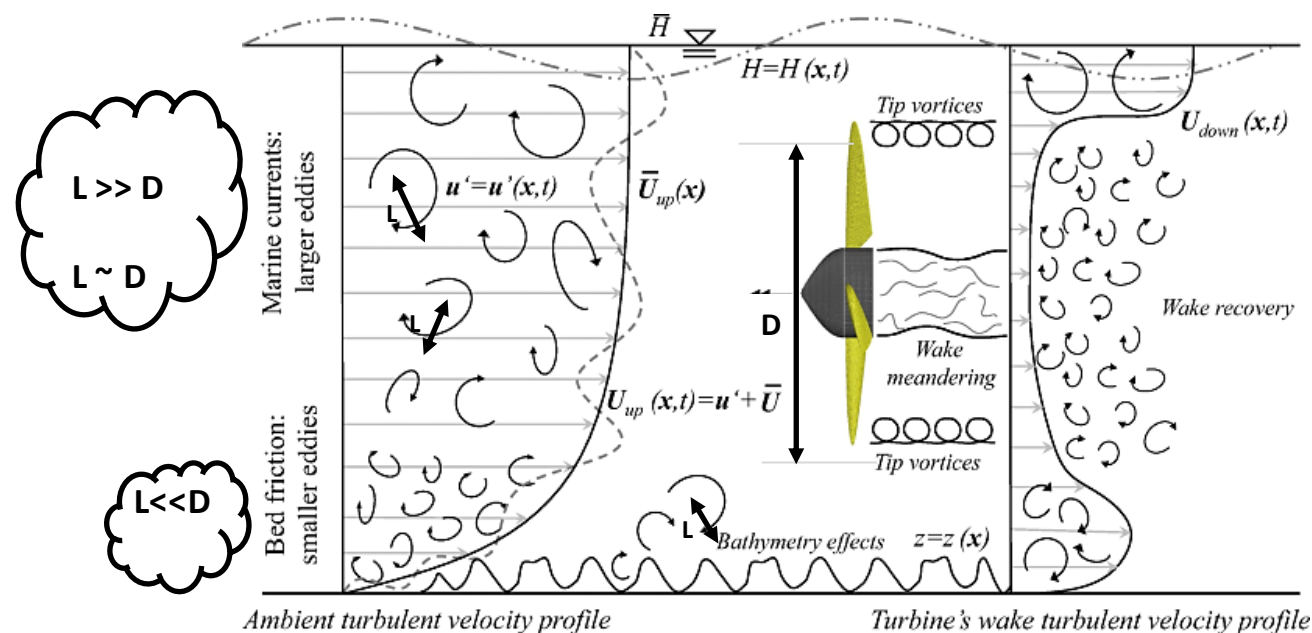 H̅
H=H(x,t)
Tip vortices
U_down(x,t)
L >> D
L ~ D
Marine currents:
larger eddies
u'=u'(x,t)
L
U̅_up(x)
L
D
Wake recovery
Wake
meandering
U_up (x,t)=u'+U̅
Tip vortices
L<<D
Bed friction:
smaller eddies
L
Bathymetry effects
z=z(x)
Ambient turbulent velocity profile
Turbine's wake turbulent velocity profile